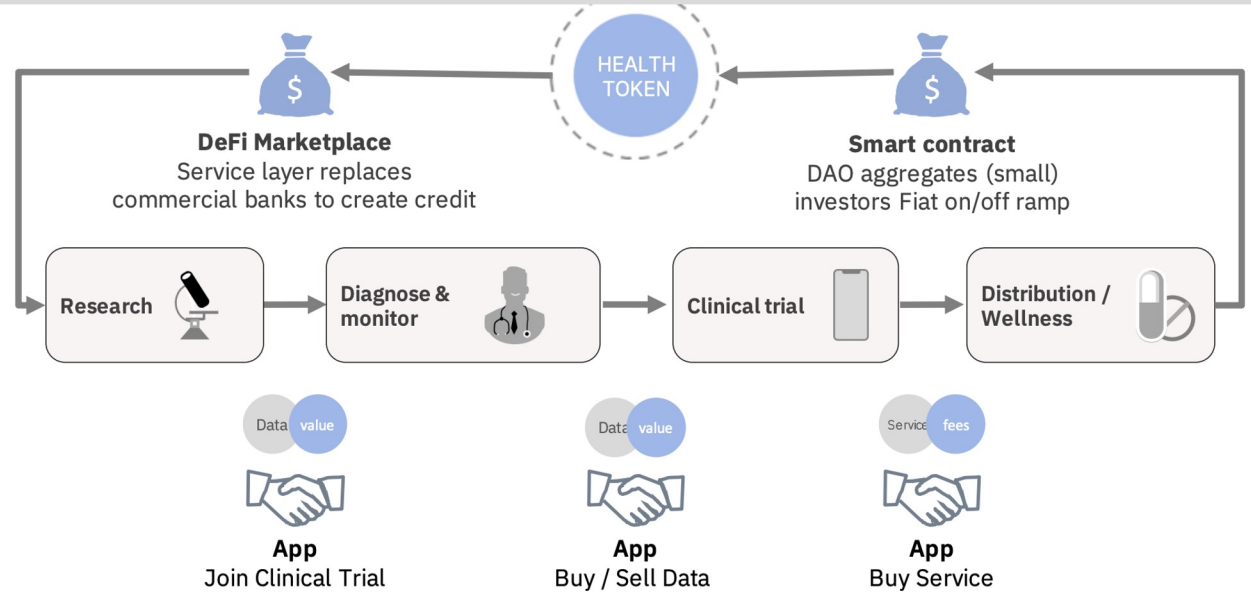 HEALTH
TOKEN
$
$
DeFi Marketplace
Service layer replaces
commercial banks to create credit
Smart contract
DAO aggregates (small)
investors Fiat on/off ramp
Research
Diagnose &
monitor
Clinical trial
Distribution /
Wellness
Data value
Data value
Service fees
App
Join Clinical Trial
App
Buy / Sell Data
App
Buy Service